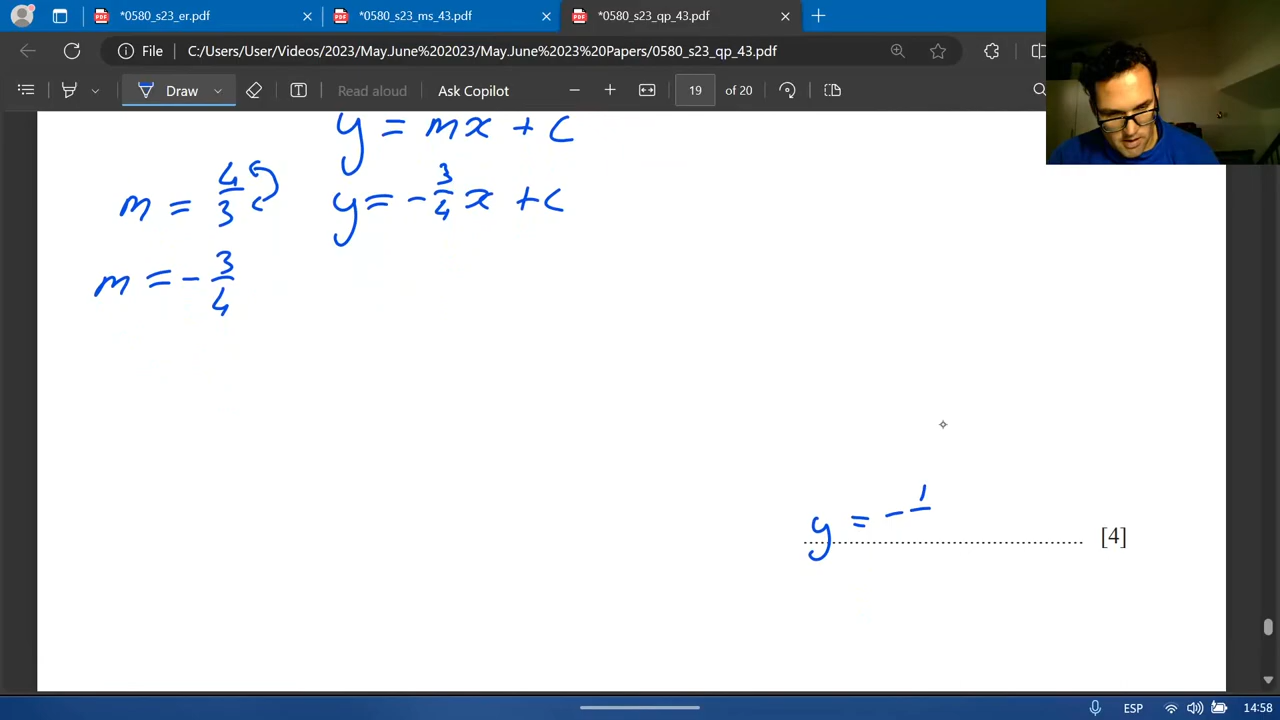 *0580_s23_er.pdf
*0580_s23_ms_43.pdf
*0580_s23_qp_43.pdf
File
C:/Users/User/Videos/2023/May.June%202023/May.June%2023%20Papers/0580_s23_qp_43.pdf
Draw
Read aloud
Ask Copilot
19 of 20
y = mx + c
m = 4/3
y = -3/4 x + c
m = -3/4
y = -1
[4]
ESP
14:58